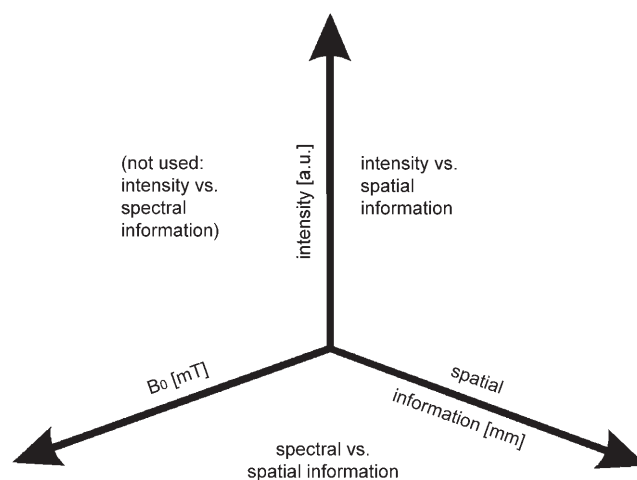 (not used:
intensity vs.
spectral
information)
intensity [a.u.]
intensity vs.
spatial
information
B₀ [mT]
spatial
information [mm]
spectral vs.
spatial information